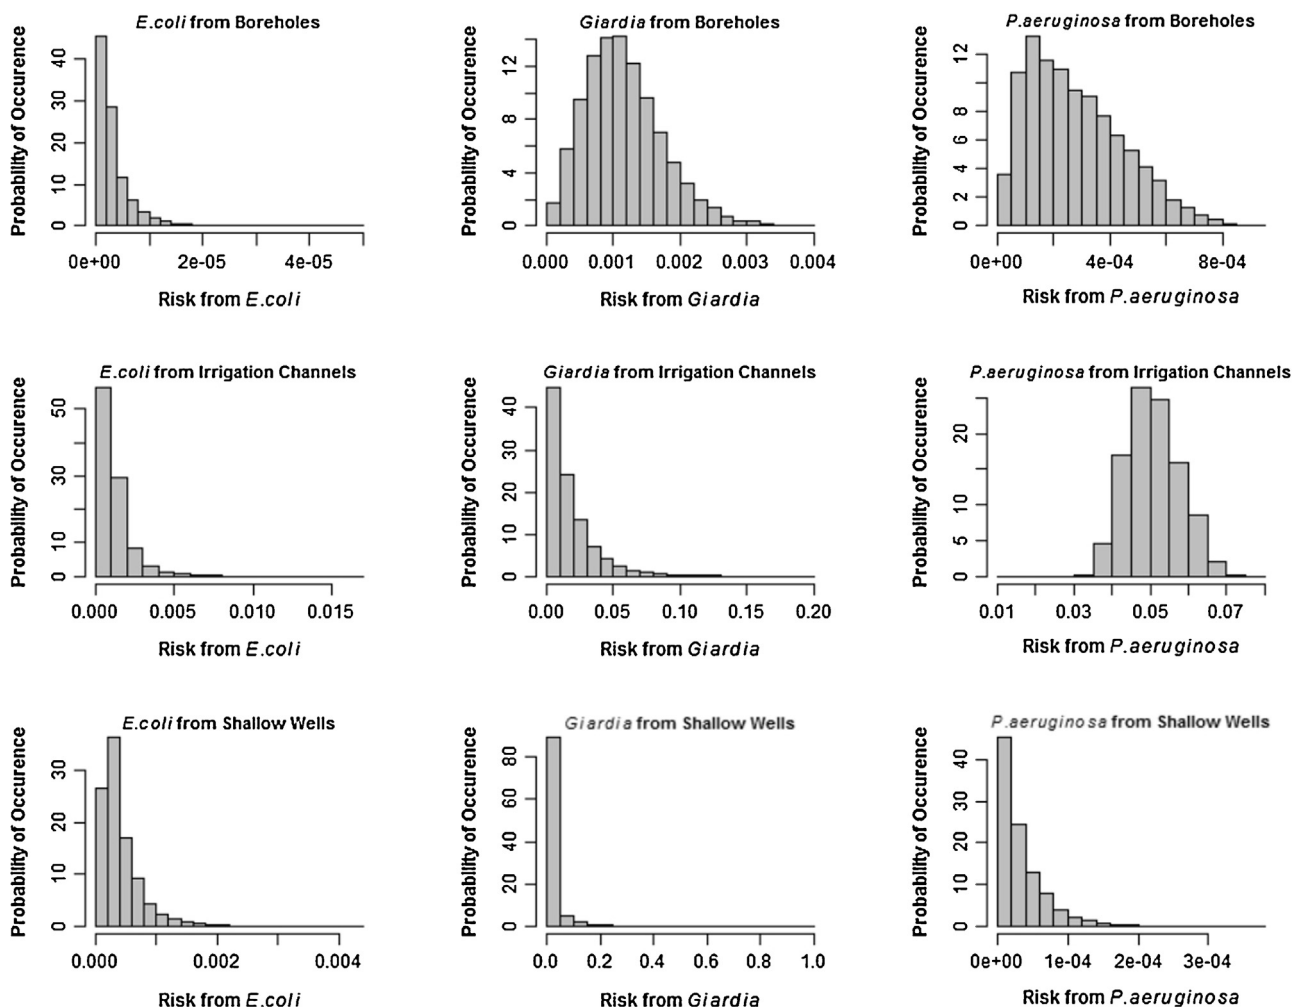 E.coli from Boreholes
Probability of Occurence
0 10 20 30 40
0e+00 2e-05 4e-05
Risk from E.coli
Giardia from Boreholes
Probability of Occurence
0 4 8 12
0.000 0.001 0.002 0.003 0.004
Risk from Giardia
P.aeruginosa from Boreholes
Probability of Occurence
0 2 4 6 8 12
0e+00 4e-04 8e-04
Risk from P.aeruginosa
E.coli from Irrigation Channels
Probability of Occurence
0 10 30 50
0.000 0.005 0.010 0.015
Risk from E.coli
Giardia from Irrigation Channels
Probability of Occurence
0 10 20 30 40
0.00 0.05 0.10 0.15 0.20
Risk from Giardia
P.aeruginosa from Irrigation Channels
Probability of Occurence
0 5 10 20
0.01 0.03 0.05 0.07
Risk from P.aeruginosa
E.coli from Shallow Wells
Probability of Occurence
0 10 20 30
0.000 0.002 0.004
Risk from E.coli
Giardia from Shallow Wells
Probability of Occurence
0 20 40 60 80
0.0 0.2 0.4 0.6 0.8 1.0
Risk from Giardia
P.aeruginosa from Shallow Wells
Probability of Occurence
0 10 20 30 40
0e+00 1e-04 2e-04 3e-04
Risk from P.aeruginosa